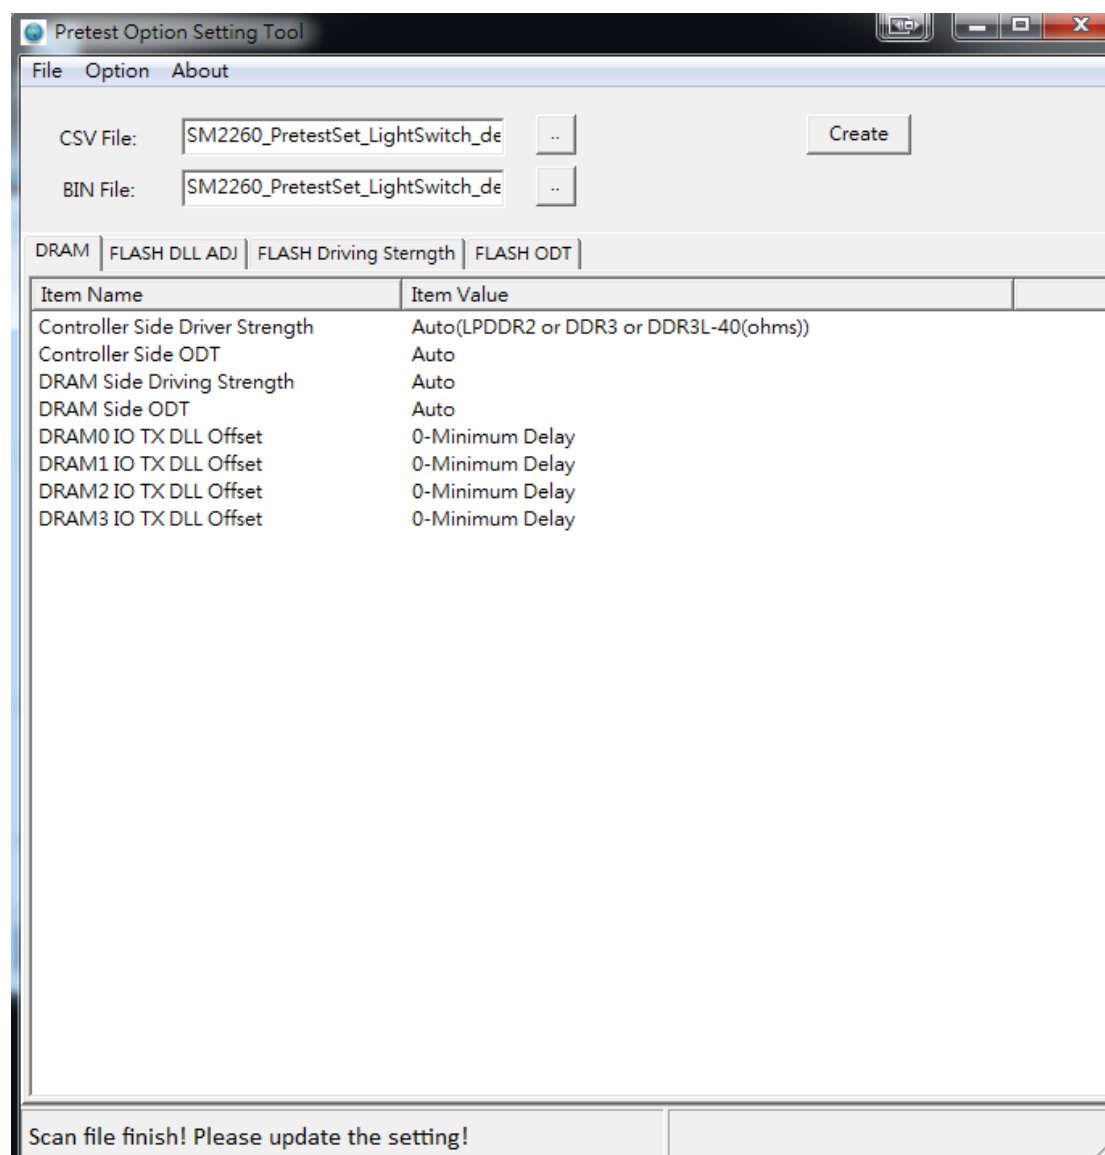 Pretest Option Setting Tool
File Option About
CSV File: SM2260_PretestSet_LightSwitch_de .. Create
BIN File: SM2260_PretestSet_LightSwitch_de ..
DRAM FLASH DLL ADJ FLASH Driving Sterngth FLASH ODT
Item Name Item Value
Controller Side Driver Strength Auto(LPDDR2 or DDR3 or DDR3L-40(ohms))
Controller Side ODT Auto
DRAM Side Driving Strength Auto
DRAM Side ODT Auto
DRAM0 IO TX DLL Offset 0-Minimum Delay
DRAM1 IO TX DLL Offset 0-Minimum Delay
DRAM2 IO TX DLL Offset 0-Minimum Delay
DRAM3 IO TX DLL Offset 0-Minimum Delay
Scan file finish! Please update the setting!